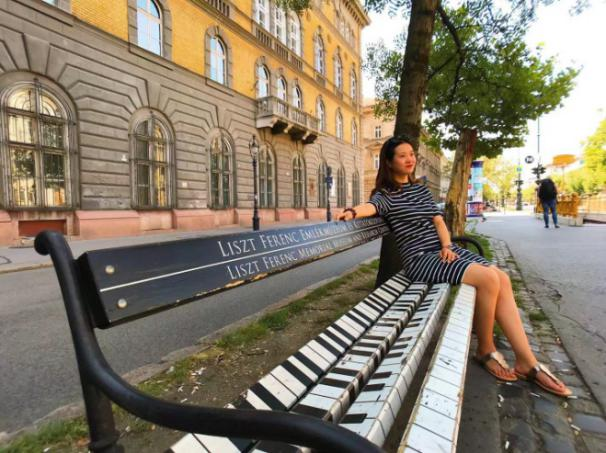 LISZT FERENC EMLÉKMÚZEUM ÉS KUTATÓKÖZPONT
LISZT FERENC MEMORIAL MUSEUM AND RESEARCH CENTRE